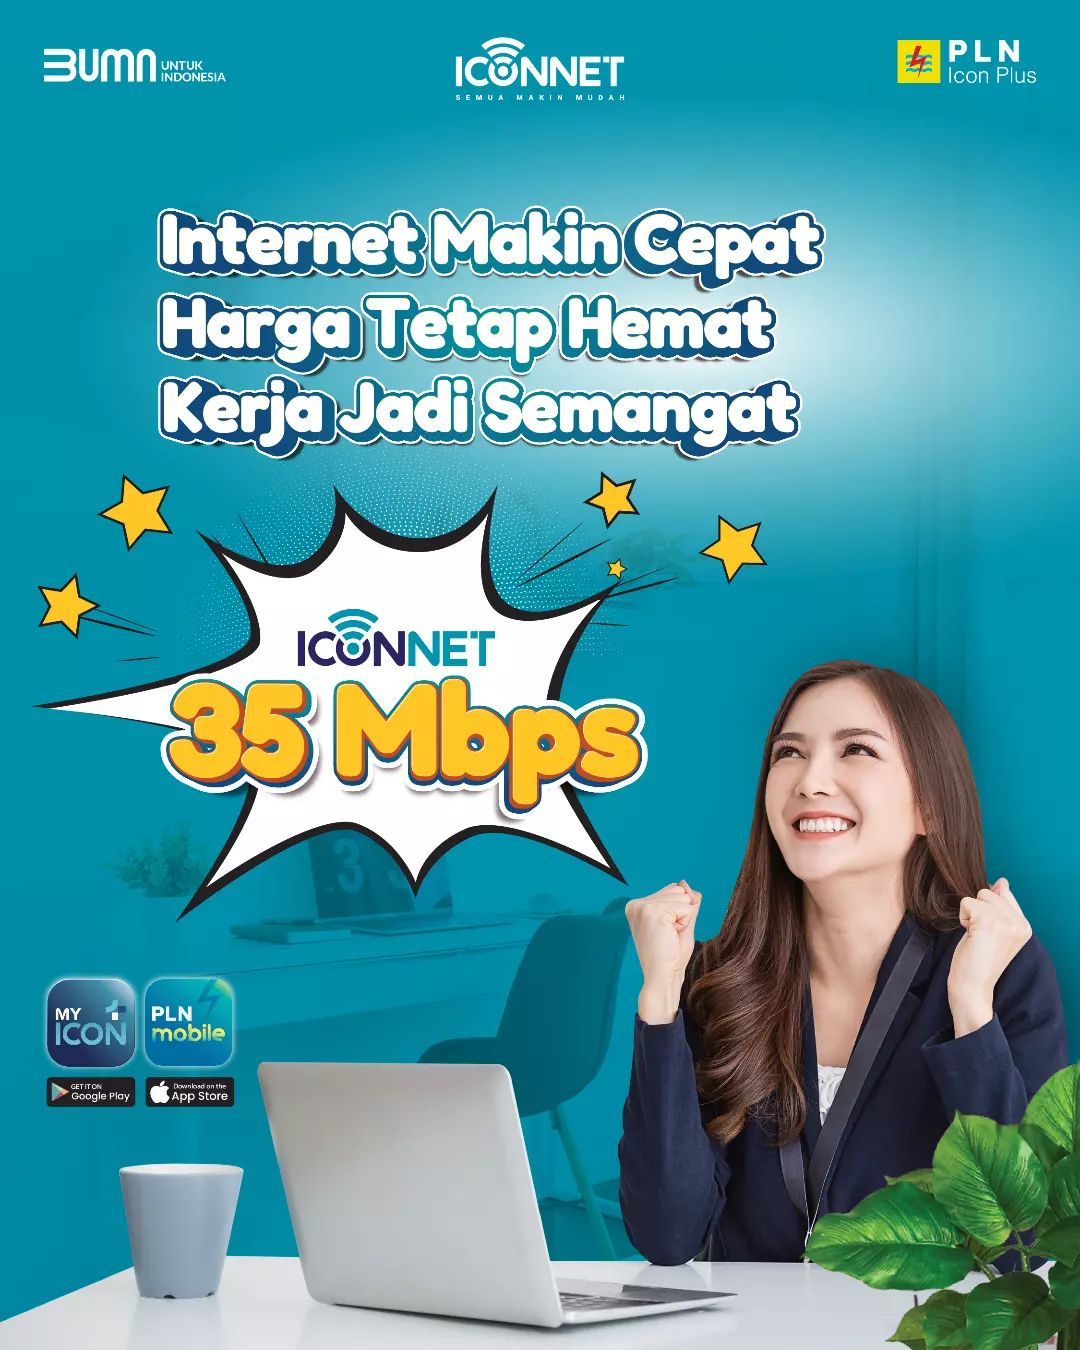 BUMN UNTUK INDONESIA
ICONNET
SEMUA MAKIN MUDAH
PLN
Icon Plus
Internet Makin Cepat
Harga Tetap Hemat
Kerja Jadi Semangat
ICONNET
35 Mbps
MY
ICON+
PLN
mobile
GET IT ON
Google Play
Download on the
App Store